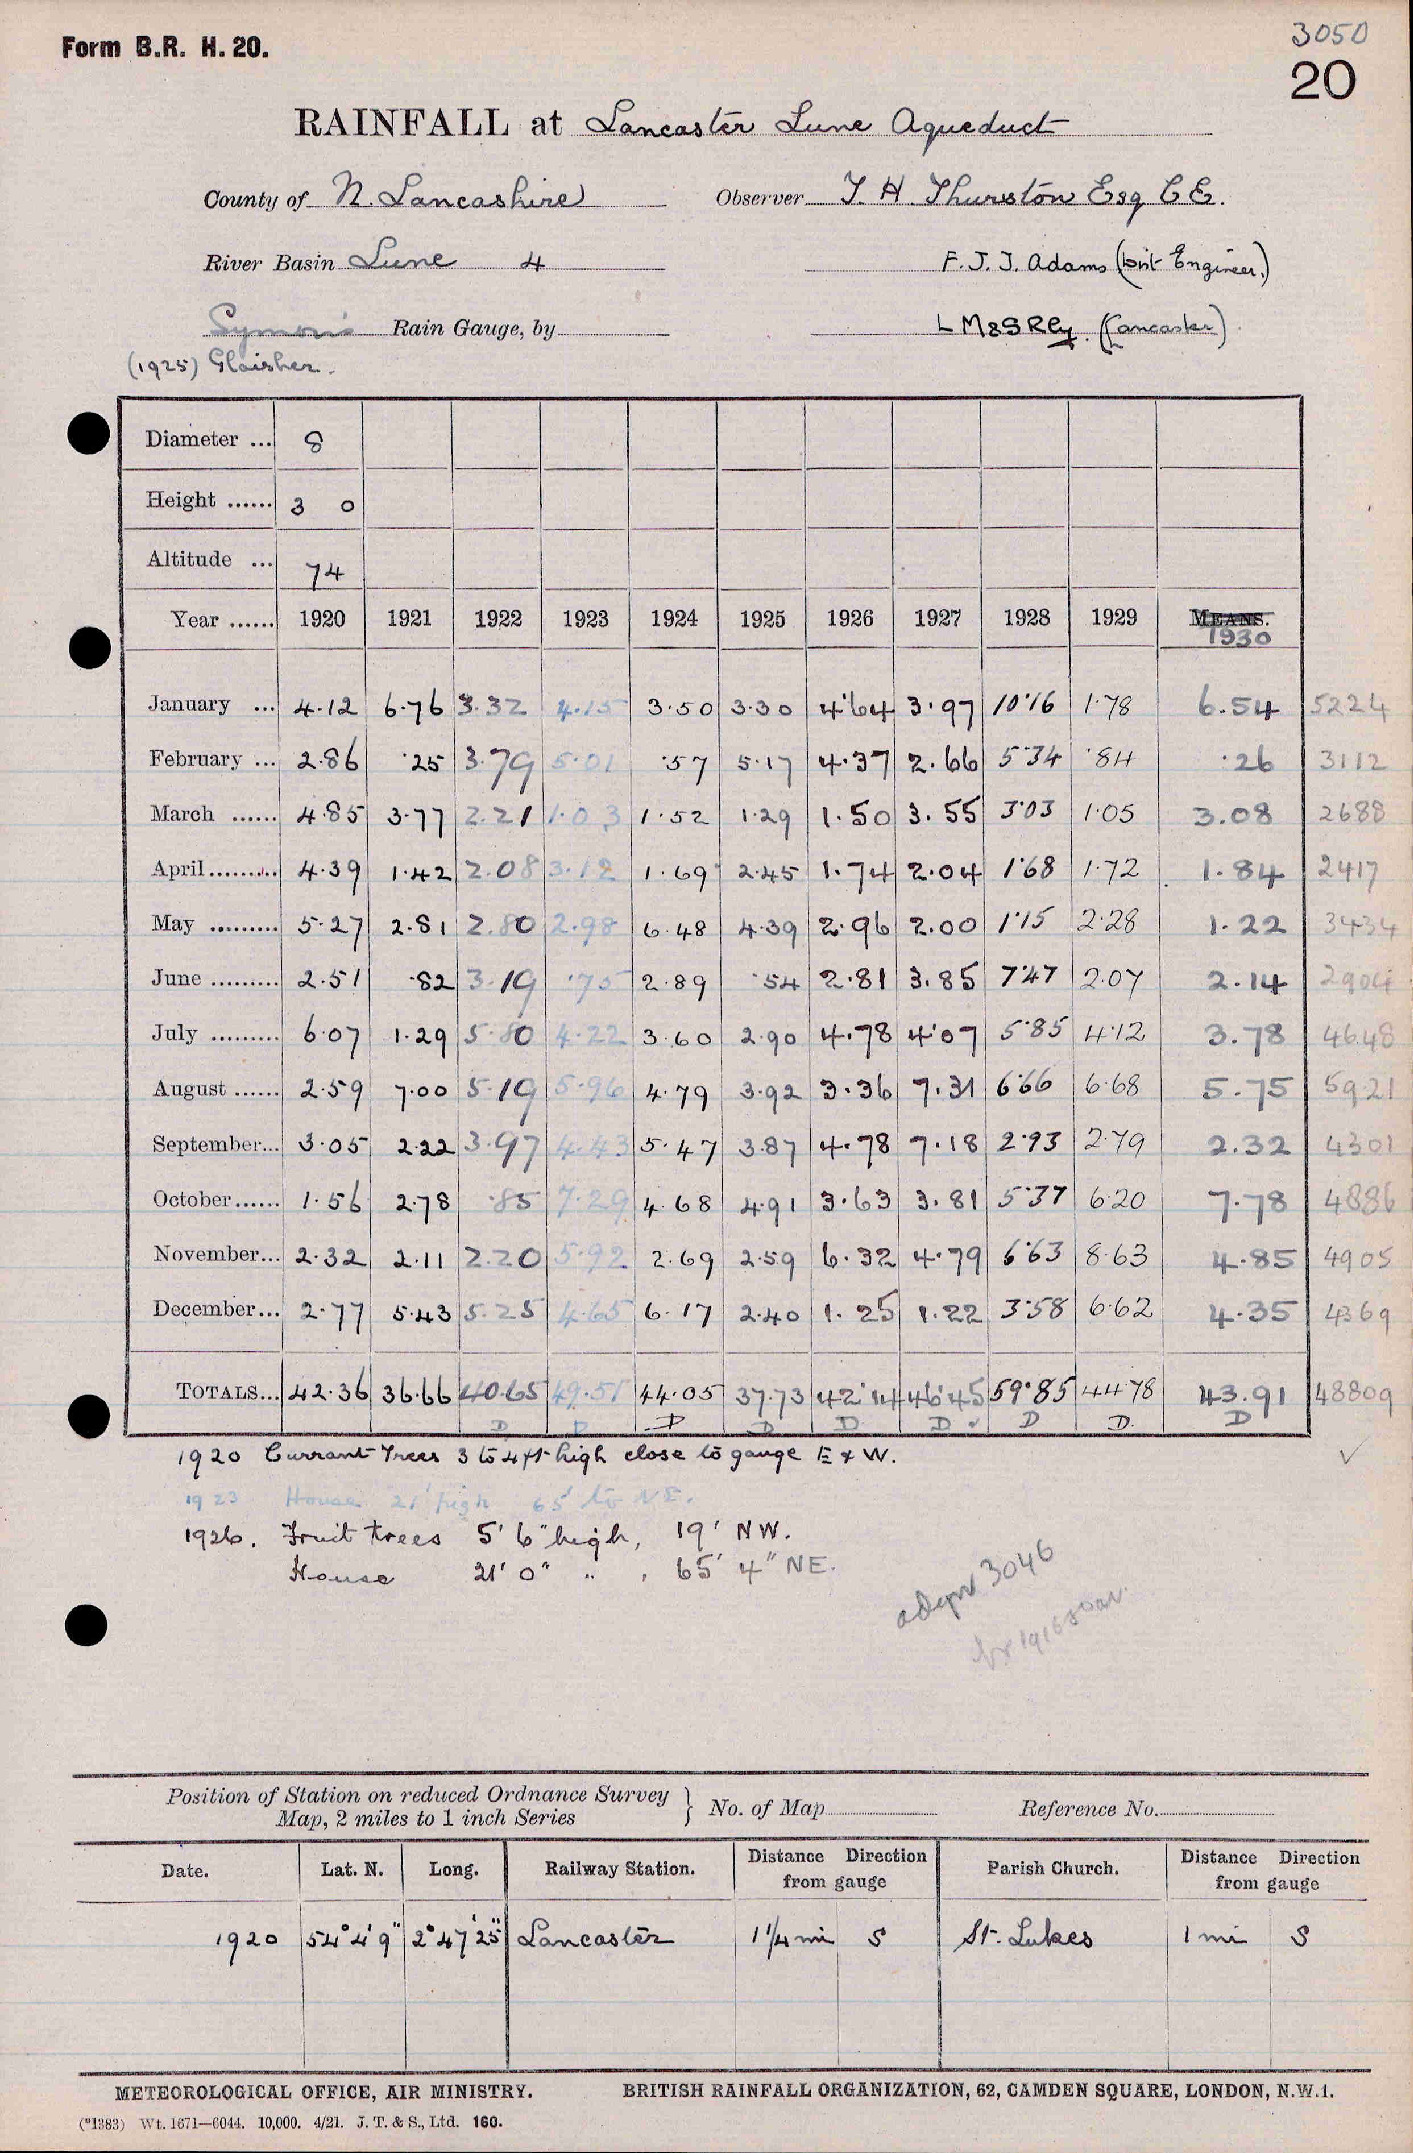 3050
Form B.R. H. 20.
20
RAINFALL at Lancaster Lune Aqueduct
County of N. Lancashire Observer T. H. Thurston Esq C E.
River Basin Lune 4 F. J. J. Adams (Dist Engineer,)
Symons Rain Gauge, by L M & S Rly. (Lancaster)
(1925) Glaisher.
Diameter ... 8
Height ...... 3 0
Altitude ... 74
Year ...... 1920 1921 1922 1923 1924 1925 1926 1927 1928 1929 MEANS.
1930
January ... 4.12 6.76 3.32 4.15 3.50 3.30 4.64 3.97 10.16 1.78 6.54 5224
February ... 2.86 .25 3.79 5.01 .57 5.17 4.37 2.66 5.34 .84 .26 3112
March ...... 4.85 3.77 2.21 1.03 1.52 1.29 1.50 3.55 3.03 1.05 3.08 2688
April......... 4.39 1.42 2.08 3.12 1.69 2.45 1.74 2.04 1.68 1.72 1.84 2417
May ......... 5.27 2.81 2.80 2.98 6.48 4.39 2.96 2.00 1.15 2.28 1.22 3434
June ......... 2.51 .82 3.19 .75 2.89 .54 2.81 3.85 7.47 2.07 2.14 2904
July ......... 6.07 1.29 5.80 4.22 3.60 2.90 4.78 4.07 5.85 4.12 3.78 4648
August ...... 2.59 7.00 5.19 5.96 4.79 3.92 3.36 7.31 6.66 6.68 5.75 5921
September... 3.05 2.22 3.97 4.43 5.47 3.87 4.78 7.18 2.93 2.79 2.32 4301
October...... 1.56 2.78 .85 7.29 4.68 4.91 3.63 3.81 5.37 6.20 7.78 4886
November... 2.32 2.11 2.20 5.92 2.69 2.59 6.32 4.79 6.63 8.63 4.85 4905
December... 2.77 5.43 5.25 4.65 6.17 2.40 1.25 1.22 3.58 6.62 4.35 4369
TOTALS... 42.36 36.66 40.65 49.51 44.05 37.73 42.14 46.45 59.85 44.78 43.91 48809
D D D D D D D D D
1920 Currant Trees 3 to 4 ft high close to gauge E & W.
1923 House 21' high 65' to NE.
1926. Fruit trees 5' 6" high, 19' NW.
House 21' 0" " , 65' 4" NE.
3046
Position of Station on reduced Ordnance Survey
Map, 2 miles to 1 inch Series } No. of Map Reference No.
Date. Lat. N. Long. Railway Station. Distance Direction from gauge Parish Church. Distance Direction from gauge
1920 54° 4' 9" 2° 47' 25" Lancaster 1¼ mi S St. Lukes 1 mi S
METEOROLOGICAL OFFICE, AIR MINISTRY. BRITISH RAINFALL ORGANIZATION, 62, CAMDEN SQUARE, LONDON, N.W.1.
(*1383) Wt. 1671—6044. 10,000. 4/21. J. T. & S., Ltd. 160.